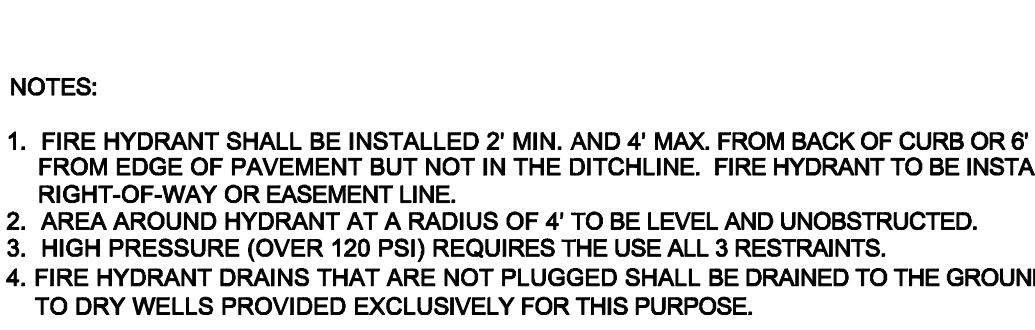 NOTES:
1. FIRE HYDRANT SHALL BE INSTALLED 2' MIN. AND 4' MAX. FROM BACK OF CURB OR 6'
FROM EDGE OF PAVEMENT BUT NOT IN THE DITCHLINE. FIRE HYDRANT TO BE INSTA
RIGHT-OF-WAY OR EASEMENT LINE.
2. AREA AROUND HYDRANT AT A RADIUS OF 4' TO BE LEVEL AND UNOBSTRUCTED.
3. HIGH PRESSURE (OVER 120 PSI) REQUIRES THE USE ALL 3 RESTRAINTS.
4. FIRE HYDRANT DRAINS THAT ARE NOT PLUGGED SHALL BE DRAINED TO THE GROUN
TO DRY WELLS PROVIDED EXCLUSIVELY FOR THIS PURPOSE.